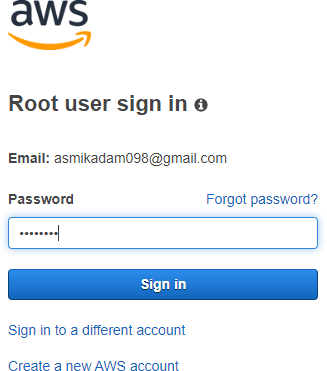 aws
Root user sign in
Email: asmikadam098@gmail.com
Password Forgot password?
••••••••
Sign in
Sign in to a different account
Create a new AWS account